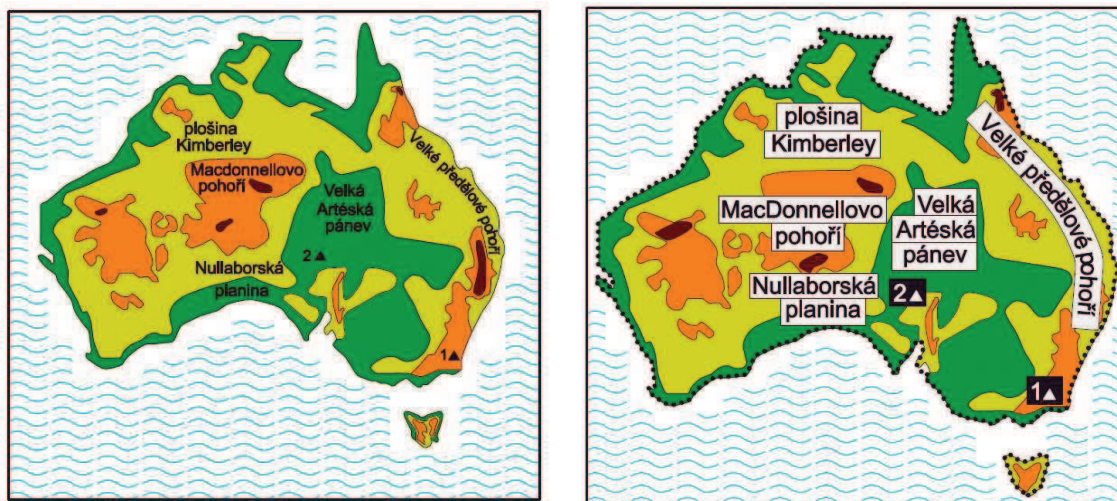 plošina
Kimberley
Macdonnellovo
pohoří
Velké předělové pohoří
Velká
Artéská
pánev
2
Nullaborská
planina
1
plošina
Kimberley
Velké předělové pohoří
MacDonnellovo
pohoří
Velká
Artéská
pánev
Nullaborská
planina
2
1